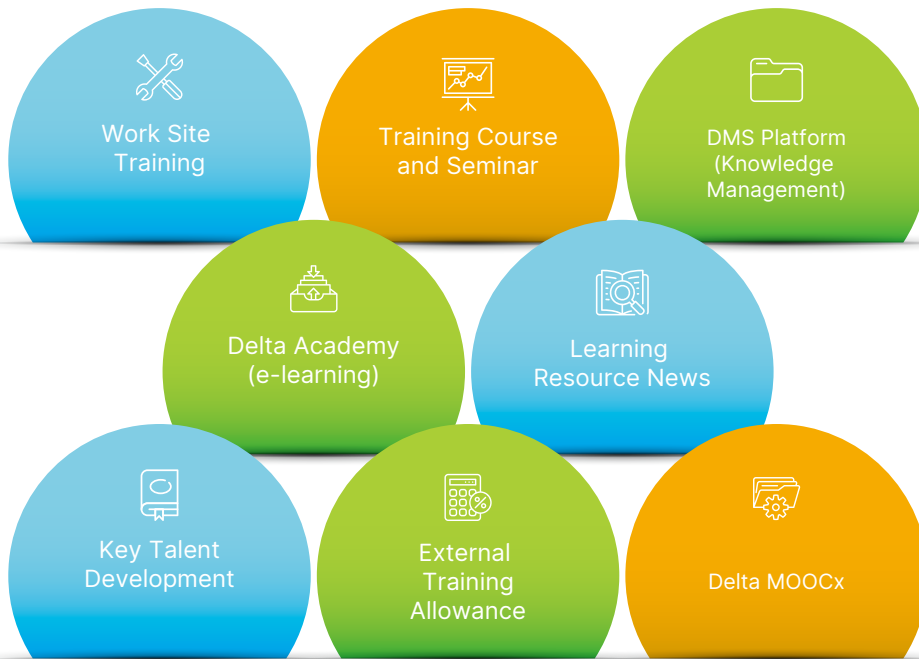 Work Site
Training
Training Course
and Seminar
DMS Platform
(Knowledge
Management)
Delta Academy
(e-learning)
Learning
Resource News
Key Talent
Development
External
Training
Allowance
Delta MOOCx